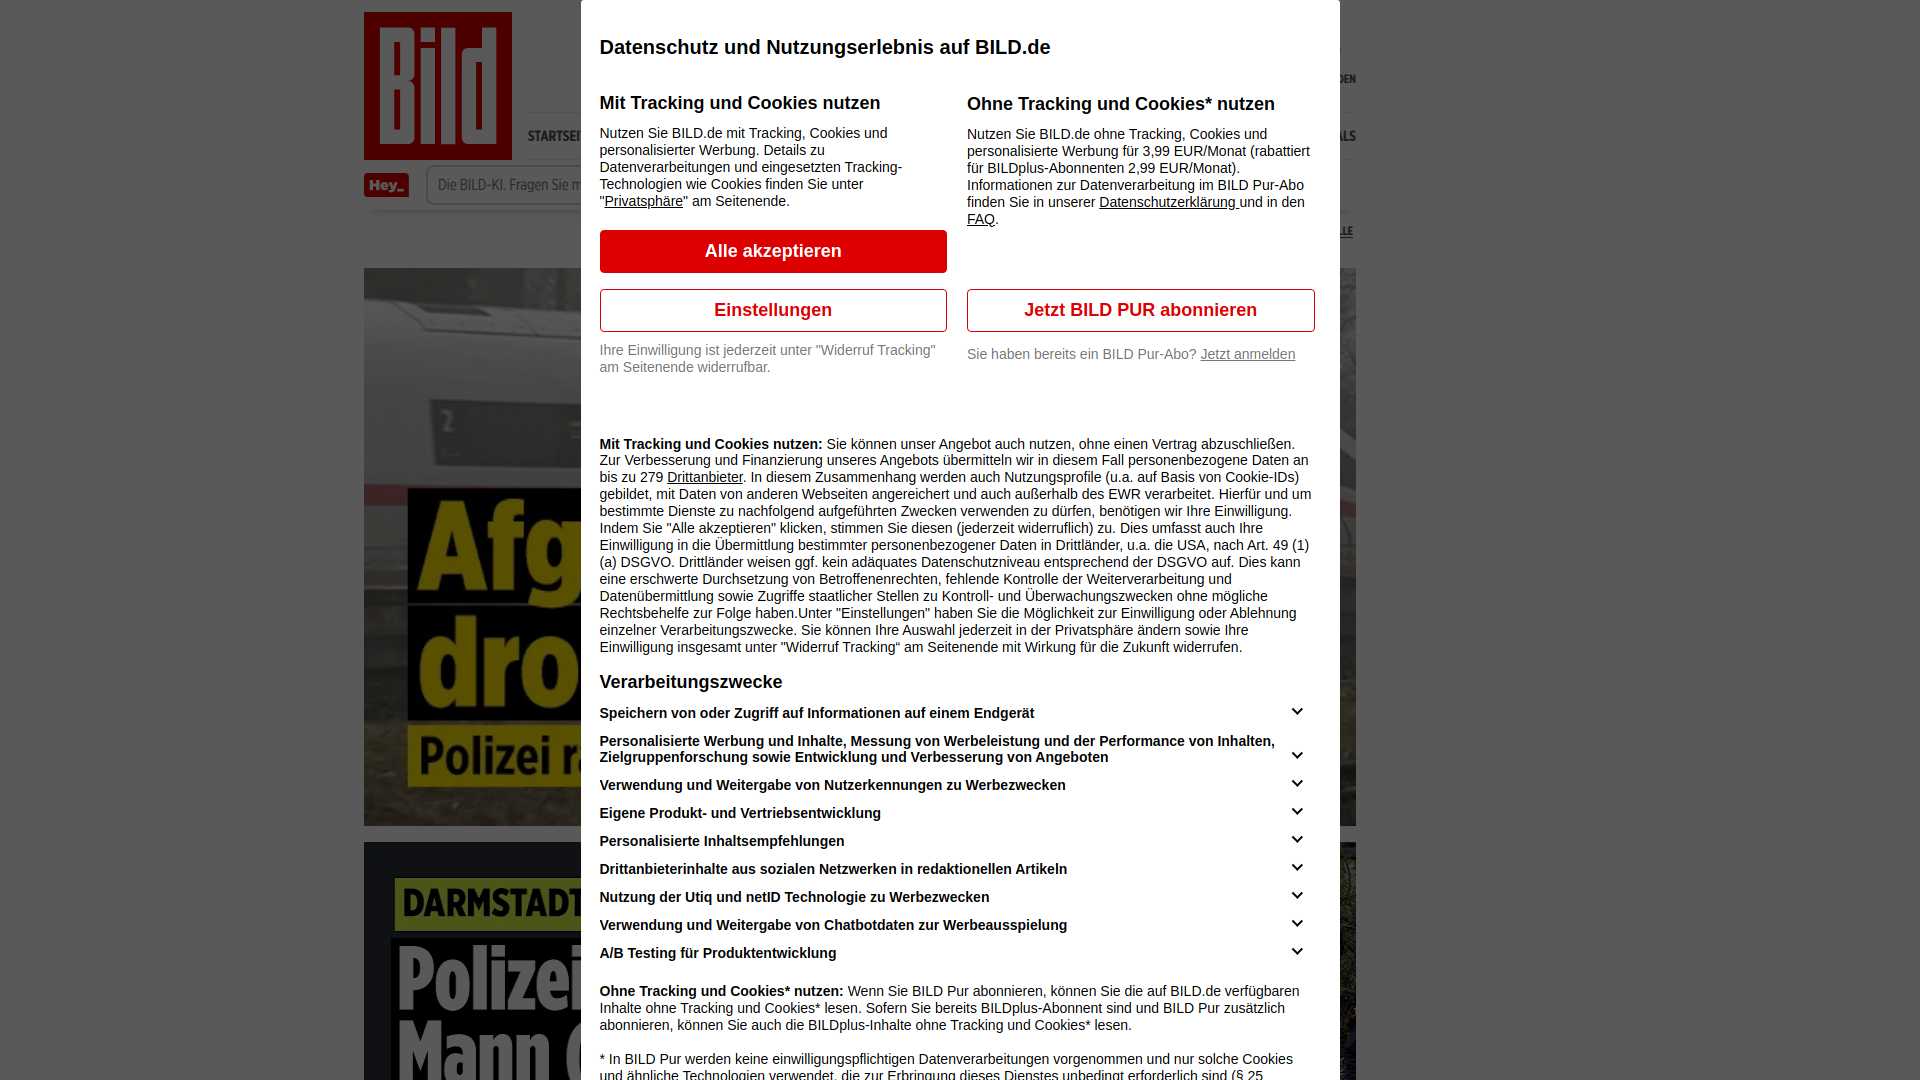 Bild
Datenschutz und Nutzungserlebnis auf BILD.de
Mit Tracking und Cookies nutzen
Nutzen Sie BILD.de mit Tracking, Cookies und
personalisierter Werbung. Details zu
Datenverarbeitungen und eingesetzten Tracking-
Technologien wie Cookies finden Sie unter
"Privatsphäre" am Seitenende.
Alle akzeptieren
Einstellungen
Ihre Einwilligung ist jederzeit unter "Widerruf Tracking"
am Seitenende widerrufbar.
Ohne Tracking und Cookies* nutzen
Nutzen Sie BILD.de ohne Tracking, Cookies und
personalisierte Werbung für 3,99 EUR/Monat (rabattiert
für BILDplus-Abonnenten 2,99 EUR/Monat).
Informationen zur Datenverarbeitung im BILD Pur-Abo
finden Sie in unserer Datenschutzerklärung und in den
FAQ.
Jetzt BILD PUR abonnieren
Sie haben bereits ein BILD Pur-Abo? Jetzt anmelden
Mit Tracking und Cookies nutzen: Sie können unser Angebot auch nutzen, ohne einen Vertrag abzuschließen.
Zur Verbesserung und Finanzierung unseres Angebots übermitteln wir in diesem Fall personenbezogene Daten an
bis zu 279 Drittanbieter. In diesem Zusammenhang werden auch Nutzungsprofile (u.a. auf Basis von Cookie-IDs)
gebildet, mit Daten von anderen Webseiten angereichert und auch außerhalb des EWR verarbeitet. Hierfür und um
bestimmte Dienste zu nachfolgend aufgeführten Zwecken verwenden zu dürfen, benötigen wir Ihre Einwilligung.
Indem Sie "Alle akzeptieren" klicken, stimmen Sie diesen (jederzeit widerruflich) zu. Dies umfasst auch Ihre
Einwilligung in die Übermittlung bestimmter personenbezogener Daten in Drittländer, u.a. die USA, nach Art. 49 (1)
(a) DSGVO. Drittländer weisen ggf. kein adäquates Datenschutzniveau entsprechend der DSGVO auf. Dies kann
eine erschwerte Durchsetzung von Betroffenenrechten, fehlende Kontrolle der Weiterverarbeitung und
Datenübermittlung sowie Zugriffe staatlicher Stellen zu Kontroll- und Überwachungszwecken ohne mögliche
Rechtsbehelfe zur Folge haben.Unter "Einstellungen" haben Sie die Möglichkeit zur Einwilligung oder Ablehnung
einzelner Verarbeitungszwecke. Sie können Ihre Auswahl jederzeit in der Privatsphäre ändern sowie Ihre
Einwilligung insgesamt unter "Widerruf Tracking“ am Seitenende mit Wirkung für die Zukunft widerrufen.
Verarbeitungszwecke
Speichern von oder Zugriff auf Informationen auf einem Endgerät
Personalisierte Werbung und Inhalte, Messung von Werbeleistung und der Performance von Inhalten,
Zielgruppenforschung sowie Entwicklung und Verbesserung von Angeboten
Verwendung und Weitergabe von Nutzerkennungen zu Werbezwecken
Eigene Produkt- und Vertriebsentwicklung
Personalisierte Inhaltsempfehlungen
Drittanbieterinhalte aus sozialen Netzwerken in redaktionellen Artikeln
Nutzung der Utiq und netID Technologie zu Werbezwecken
Verwendung und Weitergabe von Chatbotdaten zur Werbeausspielung
A/B Testing für Produktentwicklung
Ohne Tracking und Cookies* nutzen: Wenn Sie BILD Pur abonnieren, können Sie die auf BILD.de verfügbaren
Inhalte ohne Tracking und Cookies* lesen. Sofern Sie bereits BILDplus-Abonnent sind und BILD Pur zusätzlich
abonnieren, können Sie auch die BILDplus-Inhalte ohne Tracking und Cookies* lesen.
* In BILD Pur werden keine einwilligungspflichtigen Datenverarbeitungen vorgenommen und nur solche Cookies
und ähnliche Technologien verwendet, die zur Erbringung dieses Dienstes unbedingt erforderlich sind (§ 25
STARTSEI
Hey_
Die BILD-KI. Fragen Sie m
2
Afg
dro
Polizei
DARMSTADT
Polizei
Mann